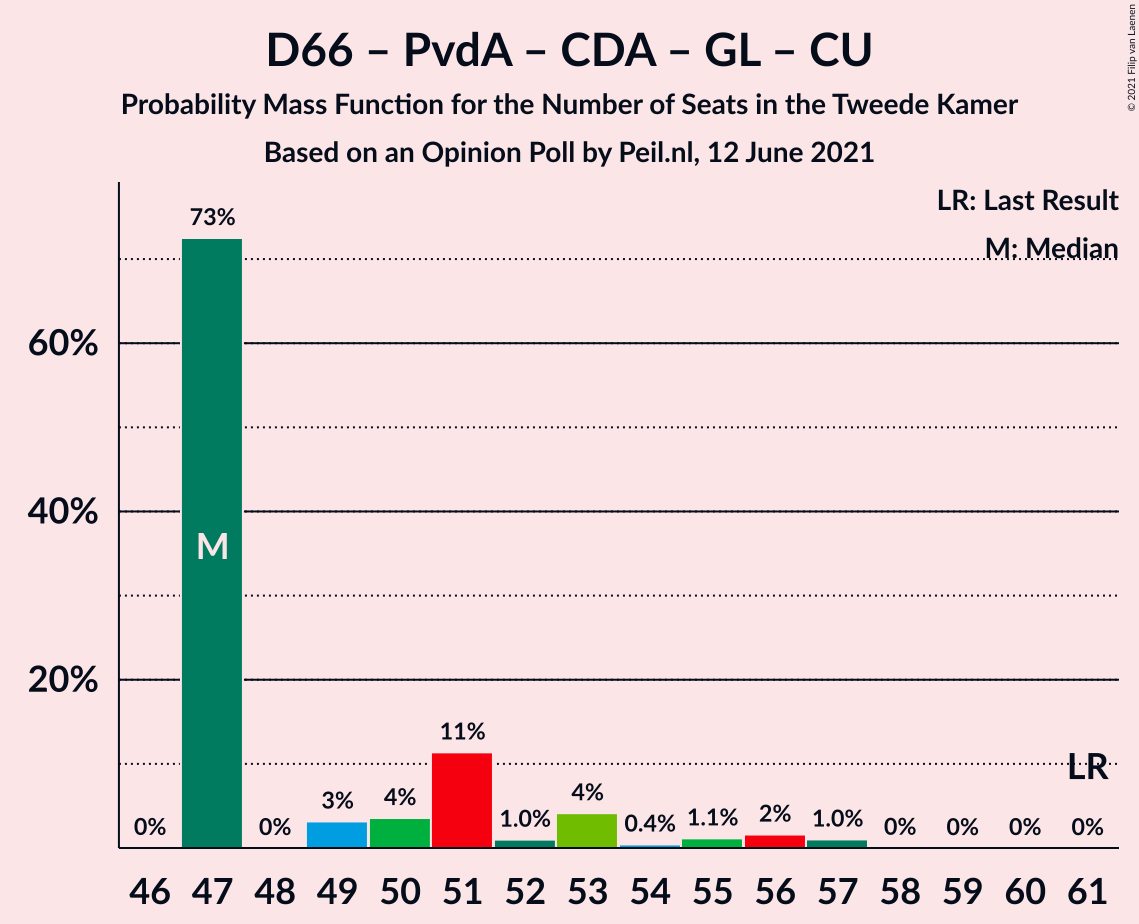 D66 – PvdA – CDA – GL – CU
Probability Mass Function for the Number of Seats in the Tweede Kamer
Based on an Opinion Poll by Peil.nl, 12 June 2021
© 2021 Filip van Laenen
LR: Last Result
M: Median
73%
60%
40%
M
20%
11%
LR
0% 0% 3% 4% 1.0% 4% 0.4% 1.1% 2% 1.0% 0% 0% 0% 0%
46 47 48 49 50 51 52 53 54 55 56 57 58 59 60 61